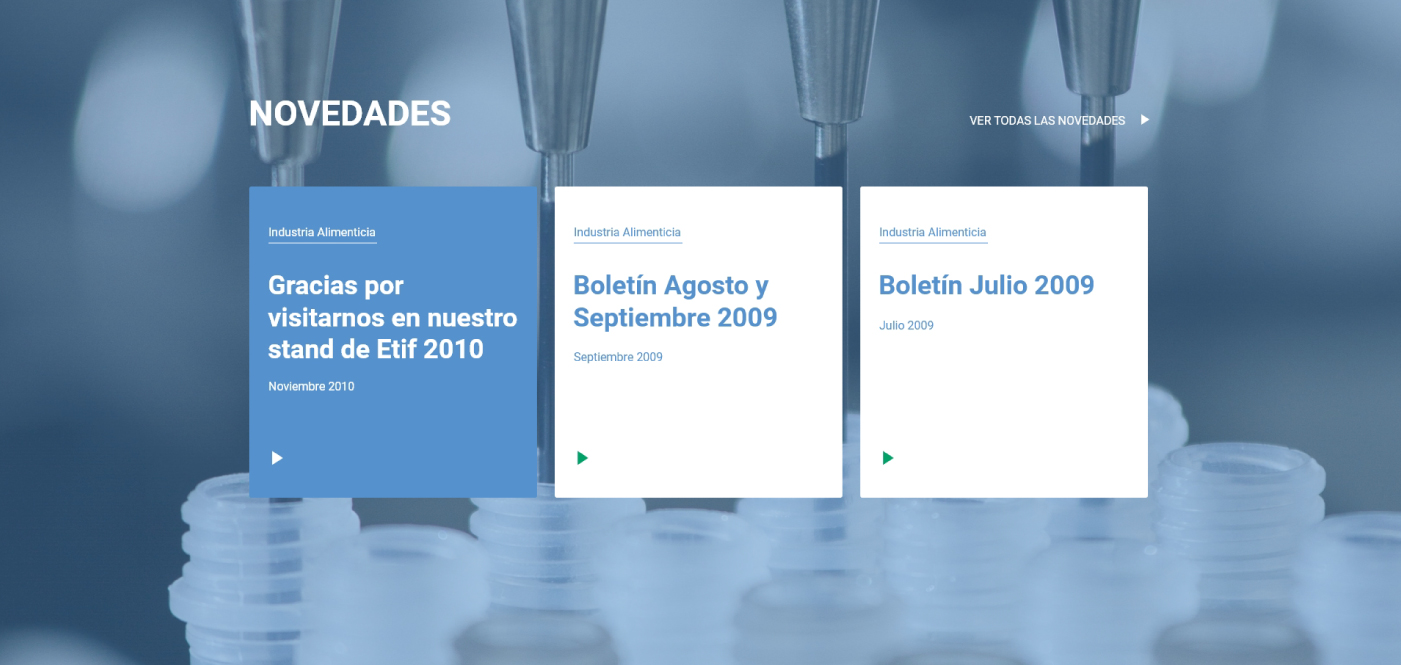 NOVEDADES
VER TODAS LAS NOVEDADES
Industria Alimenticia
Gracias por
visitarnos en nuestro
stand de Etif 2010
Noviembre 2010
Industria Alimenticia
Boletín Agosto y
Septiembre 2009
Septiembre 2009
Industria Alimenticia
Boletín Julio 2009
Julio 2009